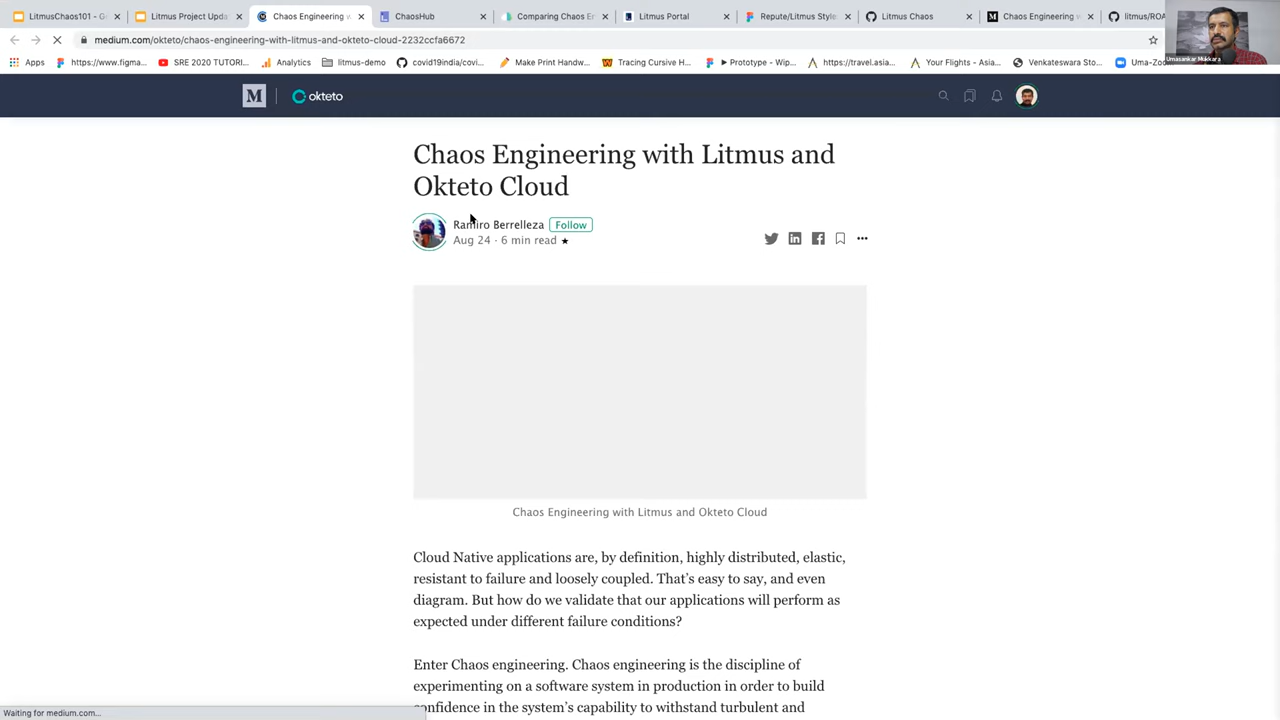 LitmusChaos101 - G
Litmus Project Upda
Chaos Engineering w
ChaosHub
Comparing Chaos E
Litmus Portal
Repute/Litmus Style
Litmus Chaos
Chaos Engineering w
litmus/ROA
medium.com/okteto/chaos-engineering-with-litmus-and-okteto-cloud-2232ccfa6672
Umasankar Mukkara
Apps
https://www.figma...
SRE 2020 TUTORI...
Analytics
litmus-demo
covid19india/covi...
Make Print Handw...
Tracing Cursive H...
Prototype - Wip...
https://travel.asia...
Your Flights - Asia...
Venkateswara Sto...
Uma-Zoo
M
okteto
Chaos Engineering with Litmus and
Okteto Cloud
Ramiro Berrelleza Follow
Aug 24 · 6 min read ★
Chaos Engineering with Litmus and Okteto Cloud
Cloud Native applications are, by definition, highly distributed, elastic,
resistant to failure and loosely coupled. That's easy to say, and even
diagram. But how do we validate that our applications will perform as
expected under different failure conditions?
Enter Chaos engineering. Chaos engineering is the discipline of
experimenting on a software system in production in order to build
confidence in the system's capability to withstand turbulent and
Waiting for medium.com...